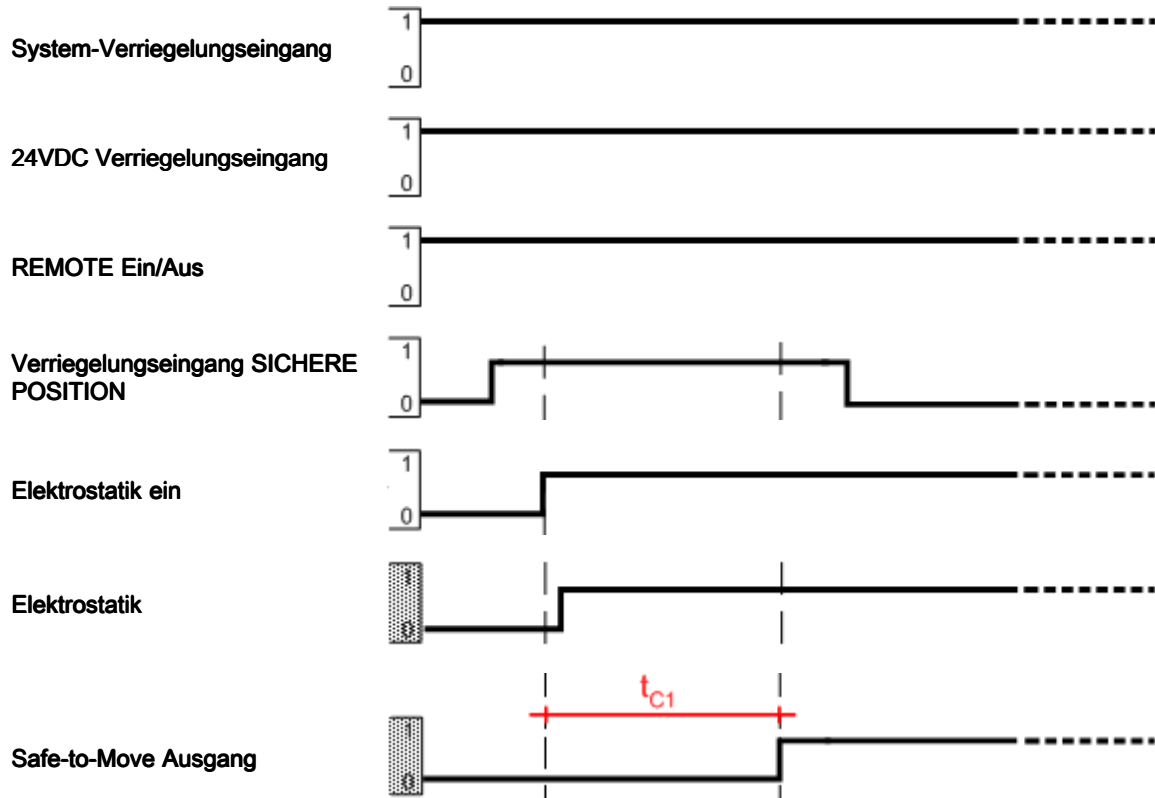 1
System-Verriegelungseingang
0
1
24VDC Verriegelungseingang
0
1
REMOTE Ein/Aus
0
1
Verriegelungseingang SICHERE
POSITION
0
1
Elektrostatik ein
0
1
Elektrostatik
0
tC1
1
Safe-to-Move Ausgang
0